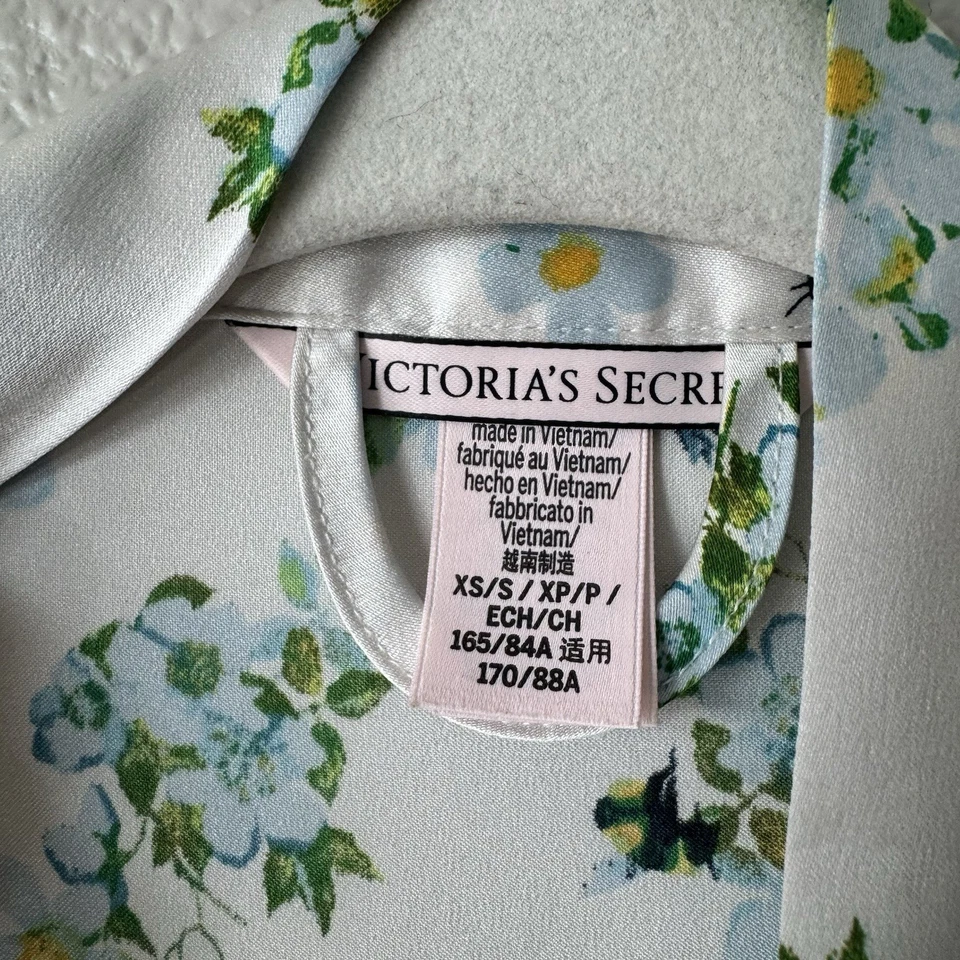 VICTORIA'S SECRE
made in Vietnam/
fabriqué au Vietnam/
hecho en Vietnam/
fabbricato in
Vietnam/
越南制造
XS/S / XP/P /
ECH/CH
165/84A 适用
170/88A